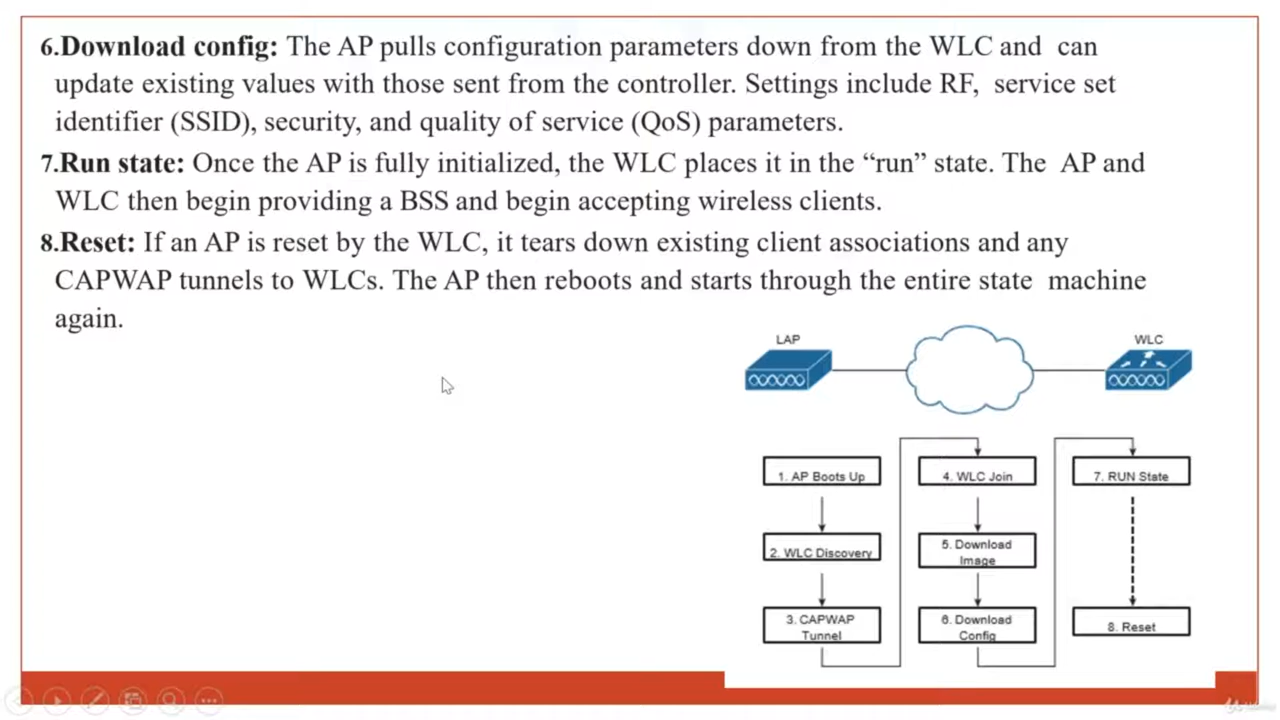 6.Download config: The AP pulls configuration parameters down from the WLC and can
update existing values with those sent from the controller. Settings include RF, service set
identifier (SSID), security, and quality of service (QoS) parameters.
7.Run state: Once the AP is fully initialized, the WLC places it in the “run” state. The AP and
WLC then begin providing a BSS and begin accepting wireless clients.
8.Reset: If an AP is reset by the WLC, it tears down existing client associations and any
CAPWAP tunnels to WLCs. The AP then reboots and starts through the entire state machine
again.
LAP
WLC
1. AP Boots Up
2. WLC Discovery
3. CAPWAP
Tunnel
4. WLC Join
5. Download
Image
6. Download
Config
7. RUN State
8. Reset